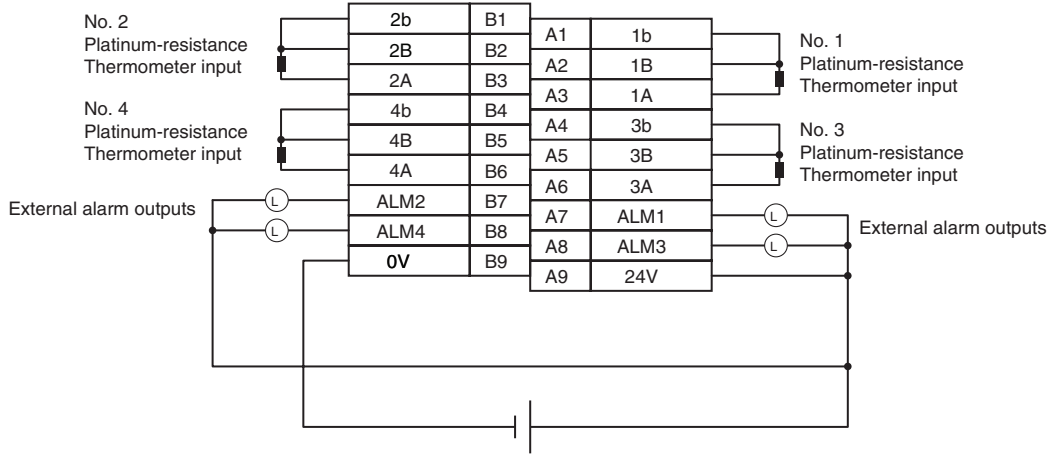 No. 2
Platinum-resistance
Thermometer input
No. 4
Platinum-resistance
Thermometer input
External alarm outputs
L
L
2b B1
2B B2
2A B3
4b B4
4B B5
4A B6
ALM2 B7
ALM4 B8
0V B9
A1 1b
A2 1B
A3 1A
A4 3b
A5 3B
A6 3A
A7 ALM1
A8 ALM3
A9 24V
No. 1
Platinum-resistance
Thermometer input
No. 3
Platinum-resistance
Thermometer input
L
L
External alarm outputs